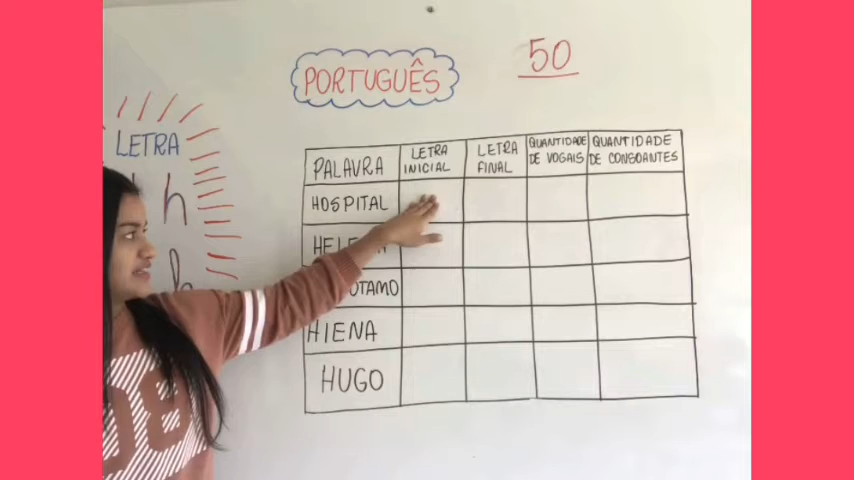 50
PORTUGUÊS
LETRA
h
h
PALAVRA
LETRA
INICIAL
LETRA
FINAL
QUANTIDADE
DE VOGAIS
QUANTIDADE
DE CONSOANTES
HOSPITAL
HIENA
HUGO